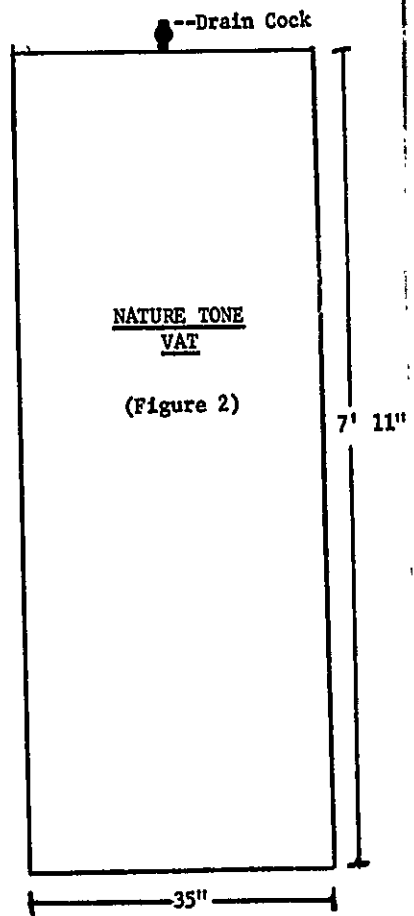 --Drain Cock
NATURE TONE
VAT
(Figure 2)
7' 11"
35"